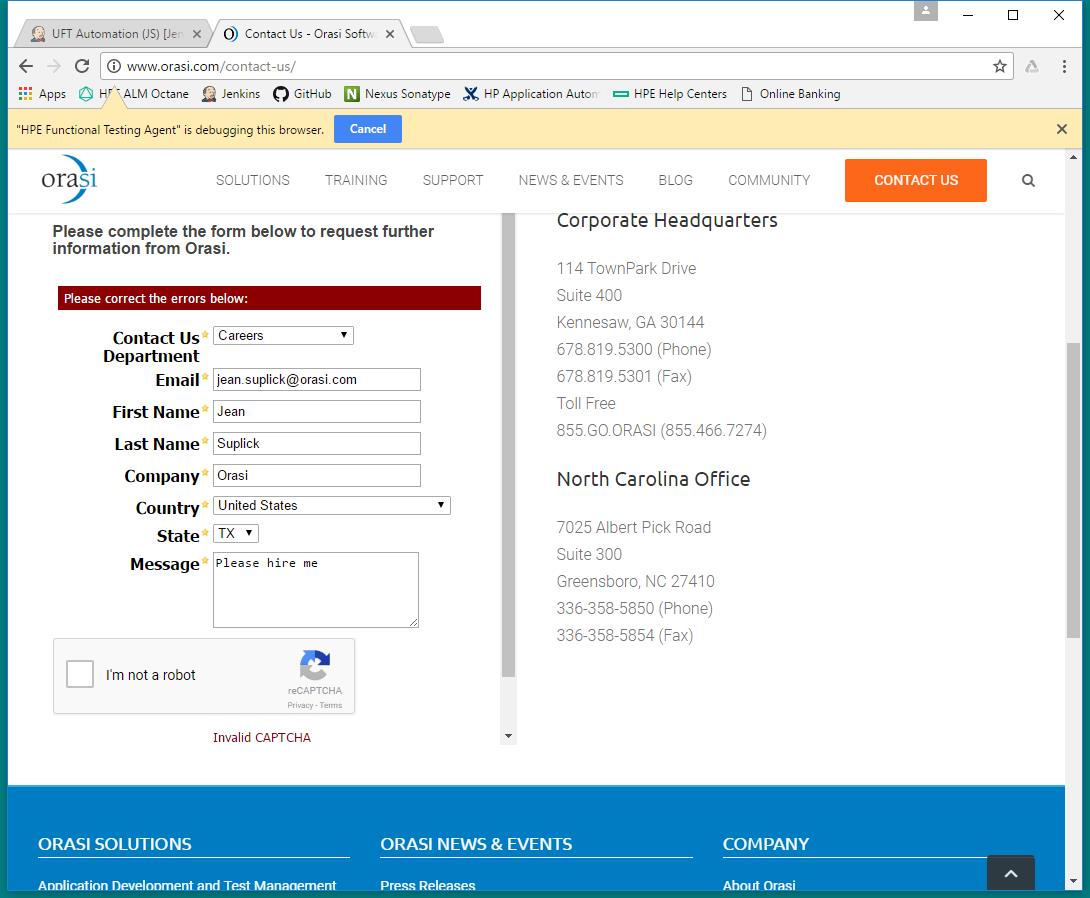 UFT Automation (JS) [Jen
Contact Us - Orasi Softw
www.orasi.com/contact-us/
Apps
HPE ALM Octane
Jenkins
GitHub
Nexus Sonatype
HP Application Autom
HPE Help Centers
Online Banking
"HPE Functional Testing Agent" is debugging this browser.
Cancel
orasi
SOLUTIONS
TRAINING
SUPPORT
NEWS & EVENTS
BLOG
COMMUNITY
CONTACT US
Please complete the form below to request further
information from Orasi.
Please correct the errors below:
Contact Us
Department
Careers
Email
jean.suplick@orasi.com
First Name
Jean
Last Name
Suplick
Company
Orasi
Country
United States
State
TX
Message
Please hire me
I'm not a robot
reCAPTCHA
Privacy - Terms
Invalid CAPTCHA
Corporate Headquarters
114 TownPark Drive
Suite 400
Kennesaw, GA 30144
678.819.5300 (Phone)
678.819.5301 (Fax)
Toll Free
855.GO.ORASI (855.466.7274)
North Carolina Office
7025 Albert Pick Road
Suite 300
Greensboro, NC 27410
336-358-5850 (Phone)
336-358-5854 (Fax)
ORASI SOLUTIONS
Application Development and Test Management
ORASI NEWS & EVENTS
Press Releases
COMPANY
About Orasi